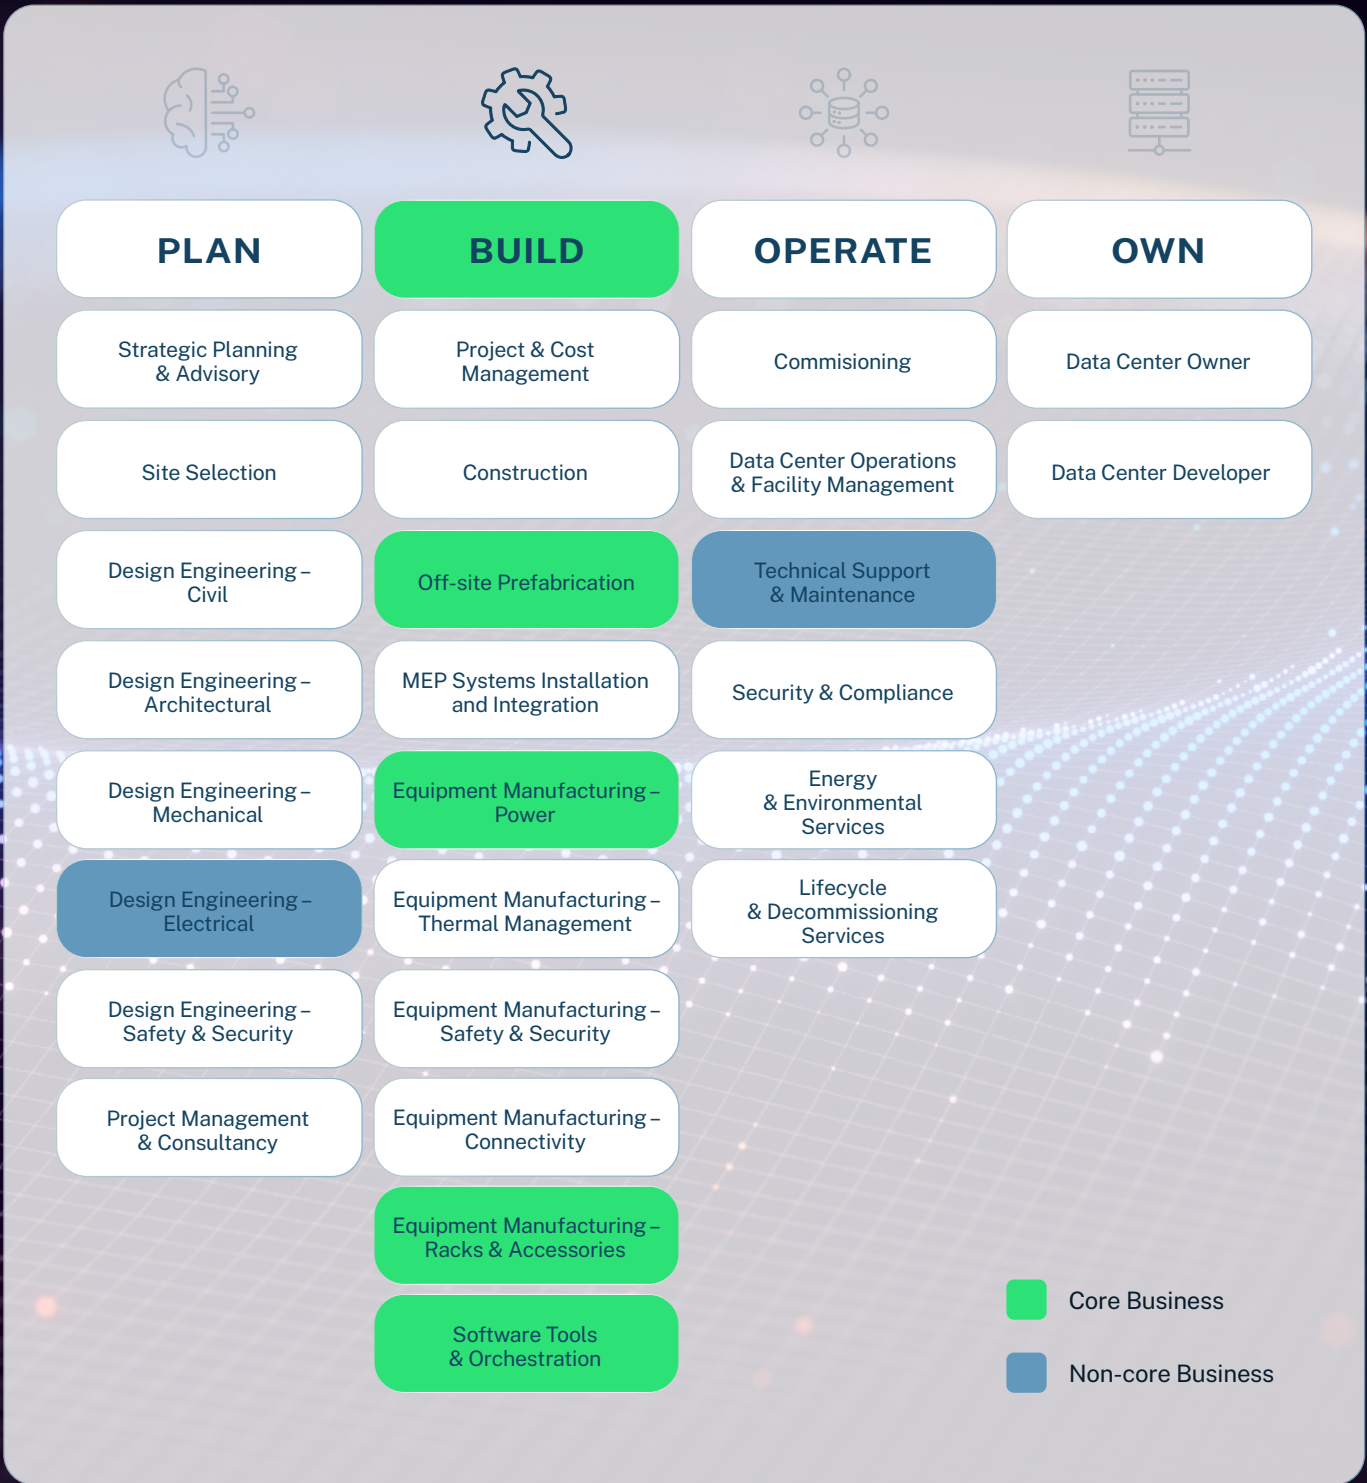 PLAN
BUILD
OPERATE
OWN
Strategic Planning
& Advisory
Project & Cost
Management
Commisioning
Data Center Owner
Site Selection
Construction
Data Center Operations
& Facility Management
Data Center Developer
Design Engineering –
Civil
Off-site Prefabrication
Technical Support
& Maintenance
Design Engineering –
Architectural
MEP Systems Installation
and Integration
Security & Compliance
Design Engineering –
Mechanical
Equipment Manufacturing –
Power
Energy
& Environmental
Services
Design Engineering –
Electrical
Equipment Manufacturing –
Thermal Management
Lifecycle
& Decommissioning
Services
Design Engineering –
Safety & Security
Equipment Manufacturing –
Safety & Security
Project Management
& Consultancy
Equipment Manufacturing –
Connectivity
Equipment Manufacturing –
Racks & Accessories
Software Tools
& Orchestration
Core Business
Non-core Business